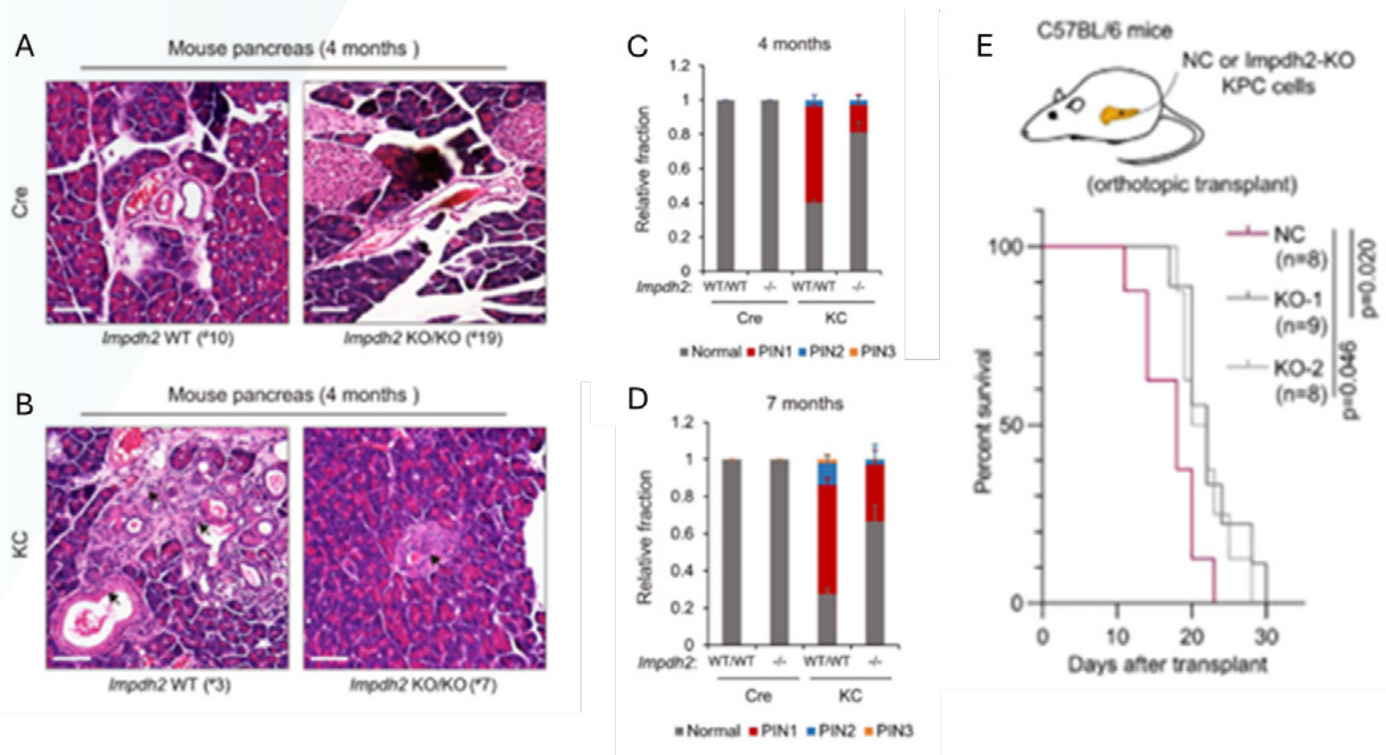 A
Mouse pancreas (4 months )
Cre
Impdh2 WT (#10)
Impdh2 KO/KO (#19)
B
Mouse pancreas (4 months )
KC
Impdh2 WT (#3)
Impdh2 KO/KO (#7)
C
4 months
Relative fraction
1.2
1
0.8
0.6
0.4
0.2
0
Impdh2: WT/WT -/- WT/WT -/-
Cre KC
Normal PIN1 PIN2 PIN3
D
7 months
Relative fraction
1.2
1
0.8
0.6
0.4
0.2
0
Impdh2: WT/WT -/- WT/WT -/-
Cre KC
Normal PIN1 PIN2 PIN3
E
C57BL/6 mice
NC or Impdh2-KO
KPC cells
(orthotopic transplant)
Percent survival
100
50
0
NC
(n=8)
KO-1
(n=9)
KO-2
(n=8)
p=0.020
p=0.046
0 10 20 30
Days after transplant